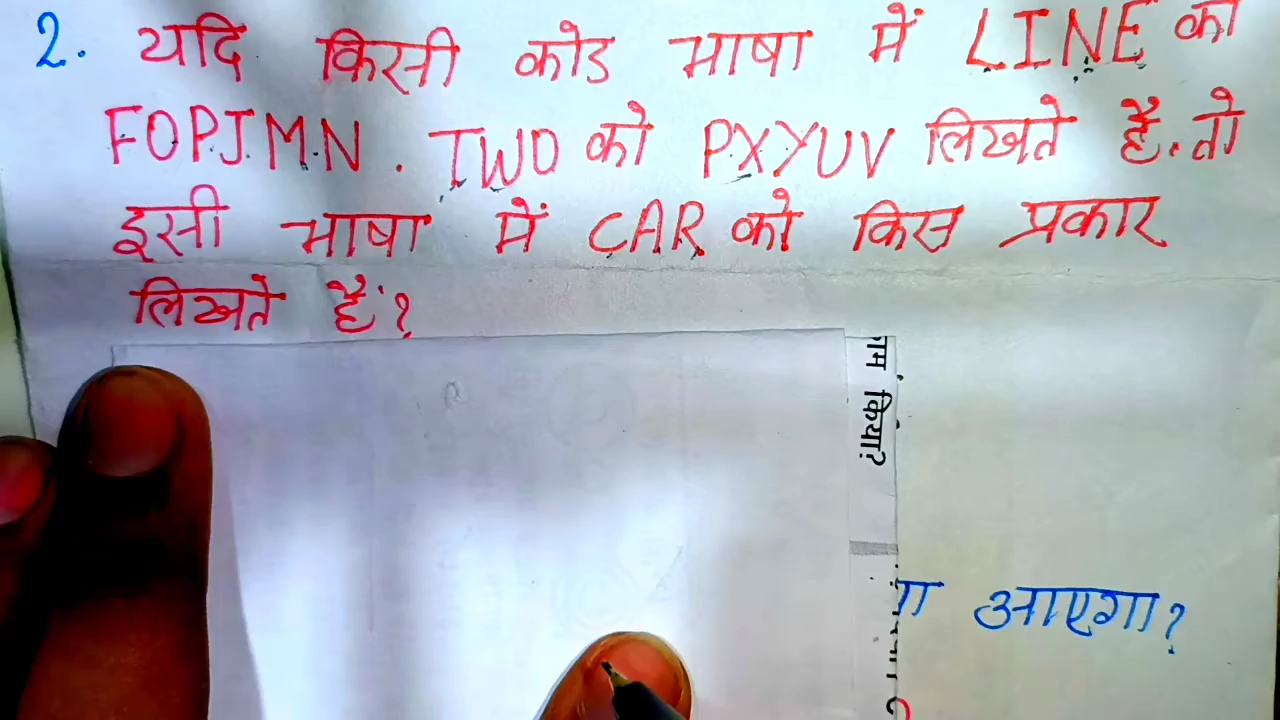 2. यदि किसी कोड भाषा में LINE को
FOPJMN. TWO को PXYUV लिखते हैं. तो
इसी भाषा में CAR को किस प्रकार
लिखते हैं?
किया?
आएगा?